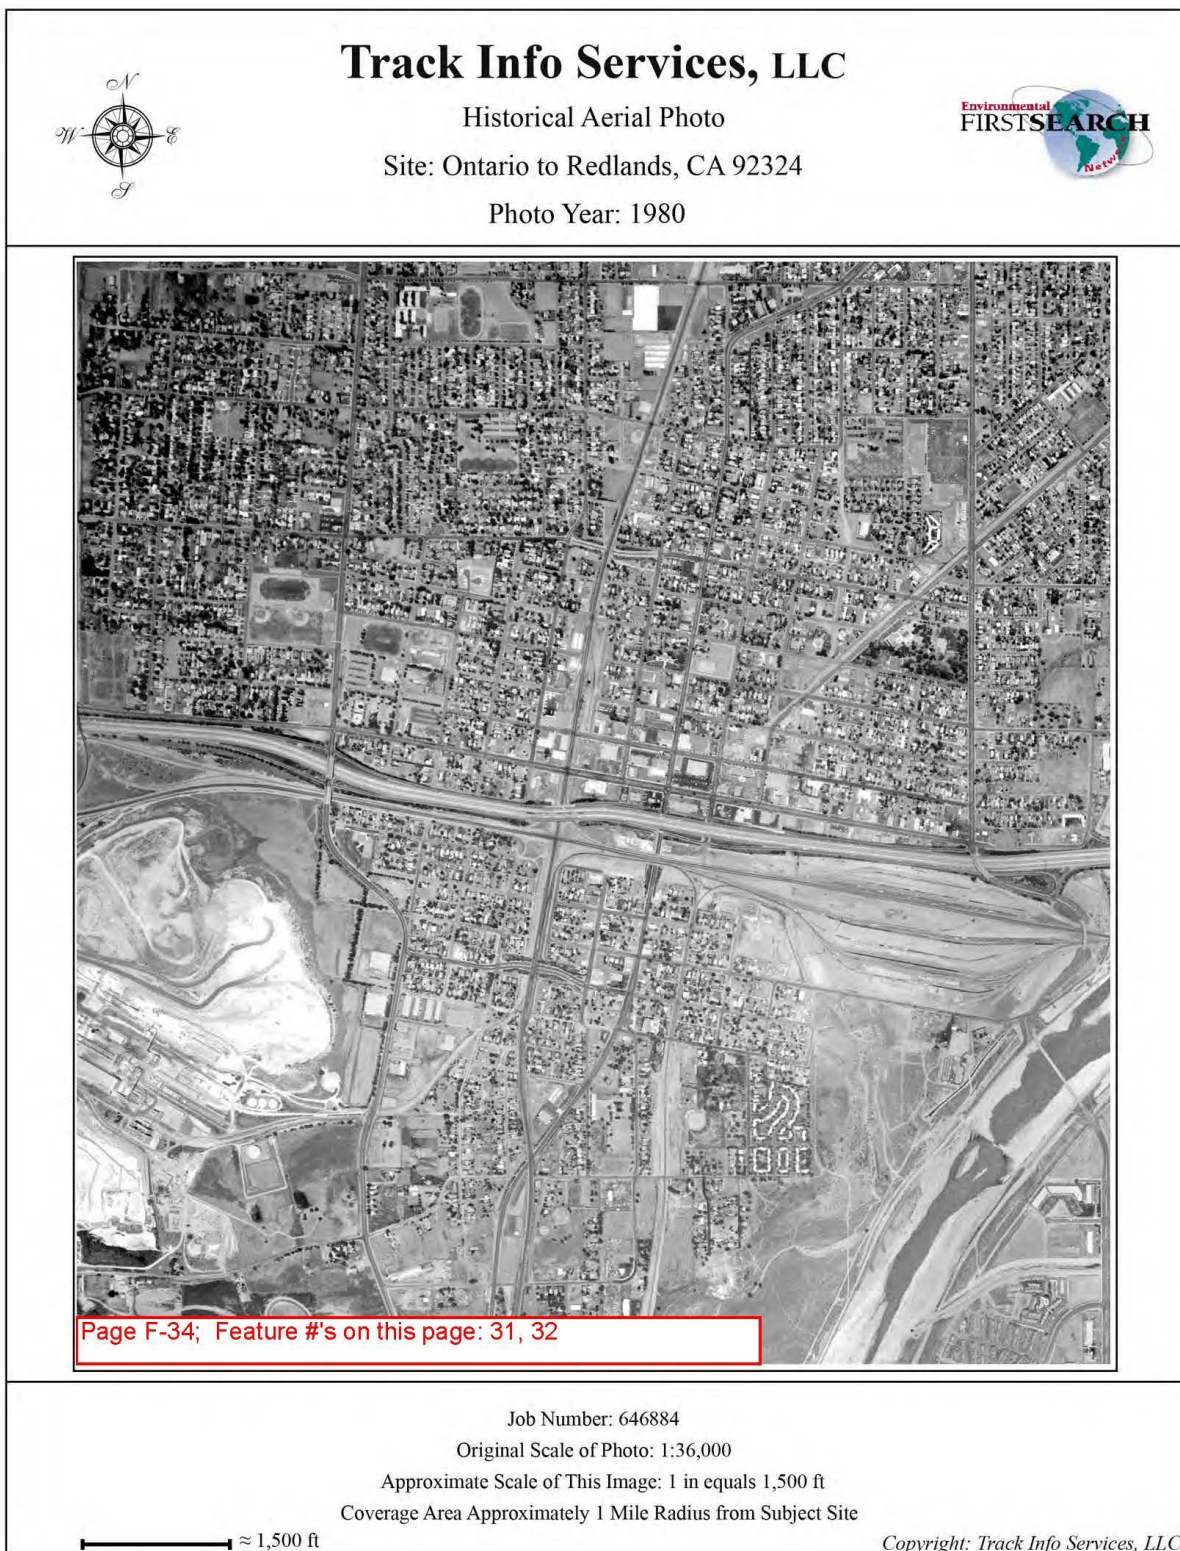 Track Info Services, LLC
Historical Aerial Photo
Site: Ontario to Redlands, CA 92324
Photo Year: 1980
N
W
E
S
Environmental
FIRSTSEARCH
Network
Page F-34; Feature #'s on this page: 31, 32
Job Number: 646884
Original Scale of Photo: 1:36,000
Approximate Scale of This Image: 1 in equals 1,500 ft
Coverage Area Approximately 1 Mile Radius from Subject Site
≈ 1,500 ft
Copyright: Track Info Services, LLC